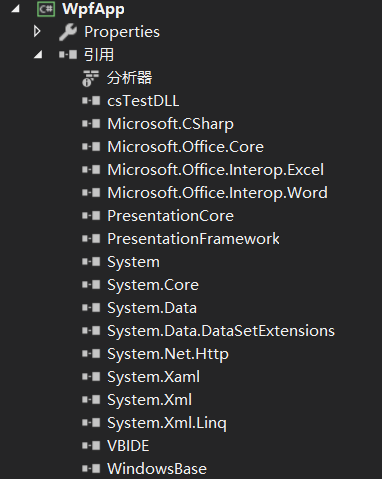 C# WpfApp
Properties
引用
分析器
csTestDLL
Microsoft.CSharp
Microsoft.Office.Core
Microsoft.Office.Interop.Excel
Microsoft.Office.Interop.Word
PresentationCore
PresentationFramework
System
System.Core
System.Data
System.Data.DataSetExtensions
System.Net.Http
System.Xaml
System.Xml
System.Xml.Linq
VBIDE
WindowsBase